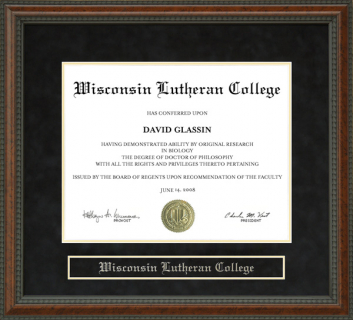 Wisconsin Lutheran College
HAS CONFERRED UPON
DAVID GLASSIN
HAVING DEMONSTRATED ABILITY BY ORIGINAL RESEARCH
IN BIOLOGY
THE DEGREE OF DOCTOR OF PHILOSOPHY
WITH ALL THE RIGHTS AND PRIVILEGES THERETO PERTAINING
ISSUED BY THE BOARD OF REGENTS UPON RECOMMENDATION OF THE FACULTY
JUNE 14, 2008
PROVOST
PRESIDENT
Wisconsin Lutheran College